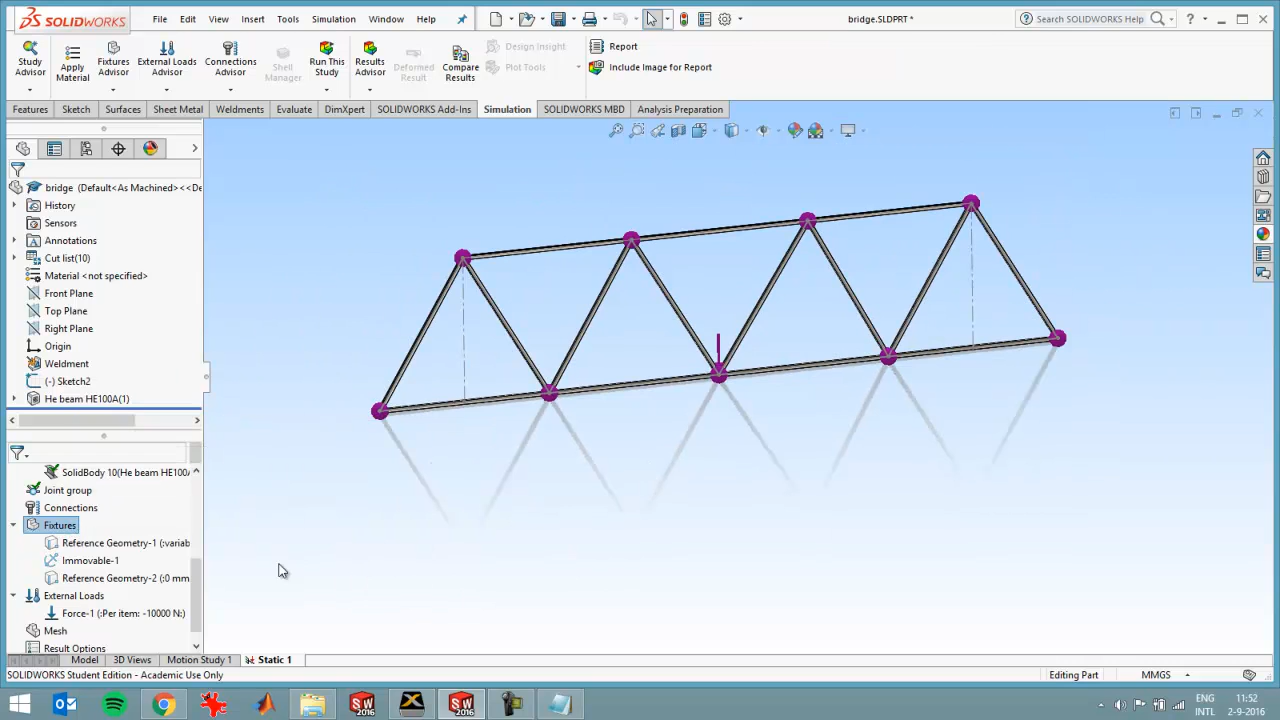 SOLIDWORKS File Edit View Insert Tools Simulation Window Help bridge.SLDPRT * Search SOLIDWORKS Help
Study Advisor
Apply Material
Fixtures Advisor
External Loads Advisor
Connections Advisor
Shell Manager
Run This Study
Results Advisor
Deformed Result
Compare Results
Design Insight
Plot Tools
Report
Include Image for Report
Features Sketch Surfaces Sheet Metal Weldments Evaluate DimXpert SOLIDWORKS Add-Ins Simulation SOLIDWORKS MBD Analysis Preparation
bridge (Default<As Machined><<De
History
Sensors
Annotations
Cut list(10)
Material <not specified>
Front Plane
Top Plane
Right Plane
Origin
Weldment
(-) Sketch2
He beam HE100A(1)
SolidBody 10(He beam HE100A
Joint group
Connections
Fixtures
Reference Geometry-1 (:variab
Immovable-1
Reference Geometry-2 (:0 mm
External Loads
Force-1 (:Per item: -10000 N:)
Mesh
Result Options
Model 3D Views Motion Study 1 Static 1
SOLIDWORKS Student Edition - Academic Use Only Editing Part MMGS
SW 2016 SW 2016
ENG 11:52
INTL 2-9-2016